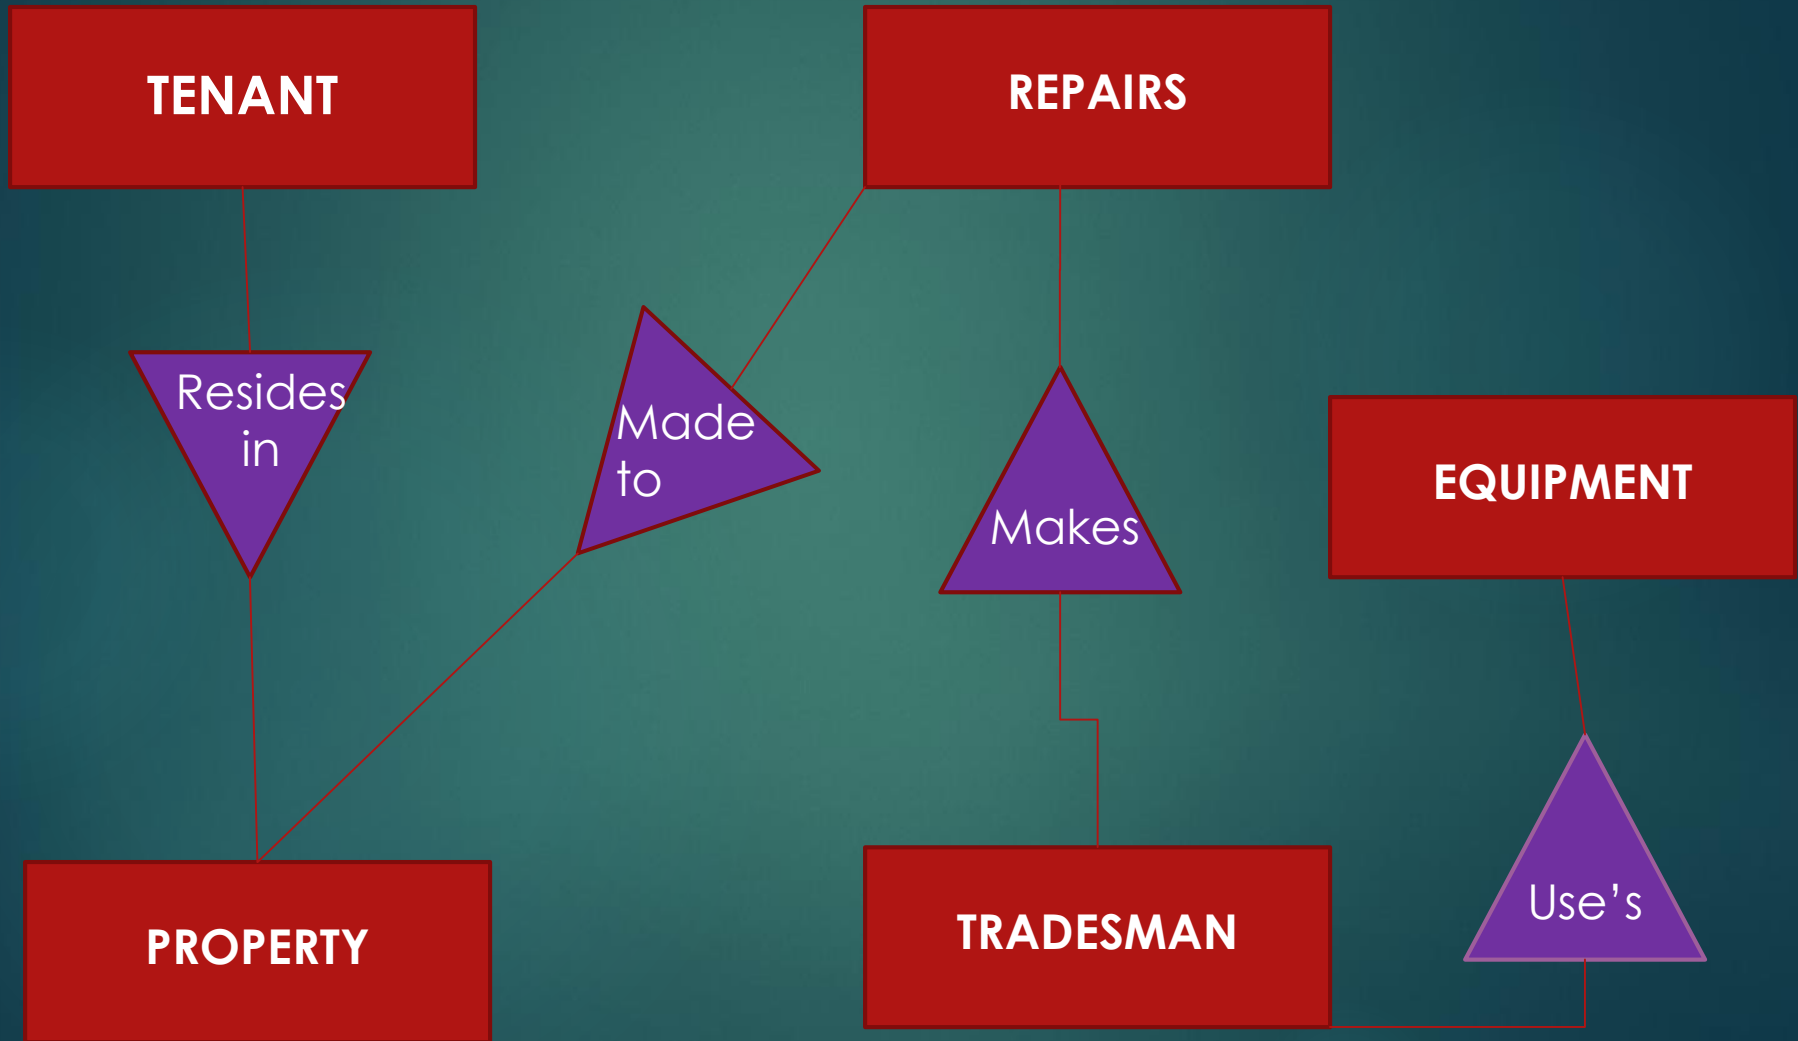 TENANT
REPAIRS
Resides
in
Made
to
Makes
EQUIPMENT
PROPERTY
TRADESMAN
Use’s